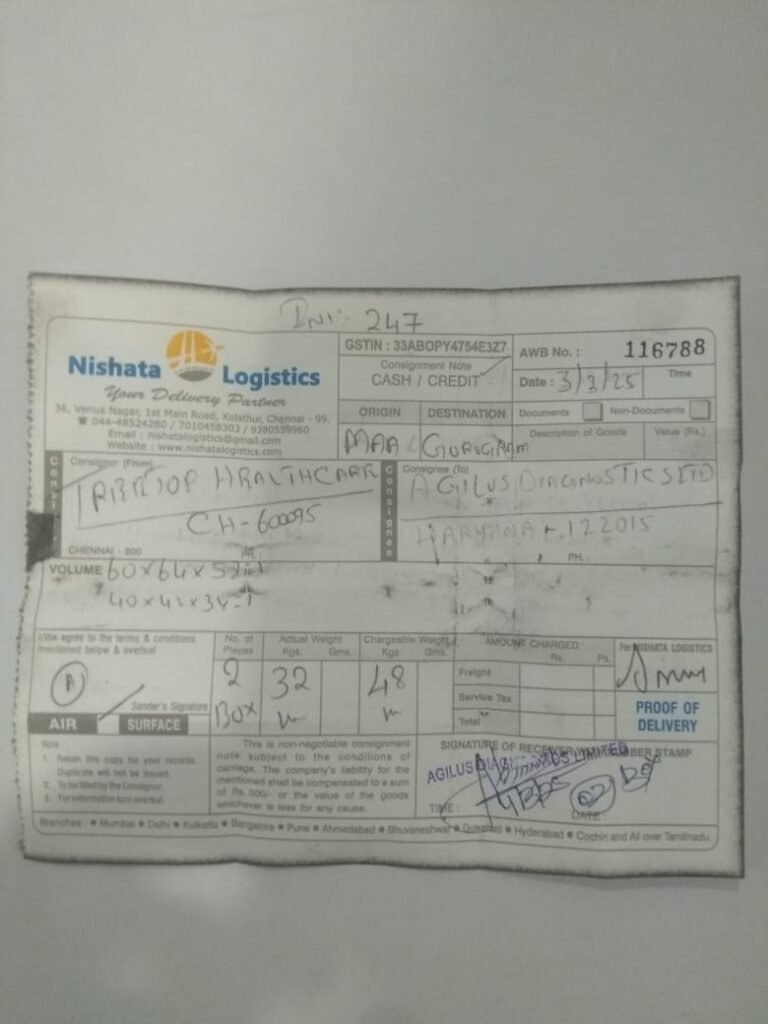 Inv: 247
Nishata Logistics
Your Delivery Partner
36, Venus Nagar, 1st Main Road, Kolathur, Chennai - 99.
☎ 044-48524280 / 7010458303 / 9380559960
Email : nishatalogistics@gmail.com
Website : www.nishatalogistics.com
GSTIN : 33ABOPY4754E3Z7
Consignment Note
CASH / CREDIT
AWB No. : 116788
Date : 3/3/25
Time
ORIGIN
DESTINATION
MAA
GURUGRAM
Documents
Non-Documents
Description of Goods
Value (Rs.)
Consignor (From)
HEALTHCARE
CH-600095
CHENNAI - 600
PH. :
Consignee
Consignee (To)
AGILUS DIAGNOSTICS LTD
HARYANA - 122015
PH. :
VOLUME 60x64x52=1
40x42x34=1
I/We agree to the terms & conditions
mentioned below & overleaf
A
Sender's Signature
AIR
SURFACE
No. of Pieces
2
BOX
Actual Weight
Kgs. Gms.
32
Chargeable Weight
Kgs. Gms.
48
AMOUNT CHARGED
Rs. Ps.
Freight
Service Tax
Total
For NISHATA LOGISTICS
PROOF OF DELIVERY
Note :
1. Retain this copy for your records.
Duplicate will not be issued.
2. To be filled by the Consignor.
3. For information turn overleaf.
This is non-negotiable consignment
note subject to the conditions of
carriage. The company's liability for the
mentioned shall be compensated to a sum
of Rs. 500/- or the value of the goods
whichever is less for any cause.
SIGNATURE OF RECEIVER WITH RUBBER STAMP
AGILUS DIAGNOSTICS LIMITED
TIME :
DATE :
Branches : ● Mumbai ● Delhi ● Kolkatta ● Bangalore ● Pune ● Ahmedabad ● Bhuvaneshwar ● Guwahati ● Hyderabad ● Cochin and All over Tamilnadu.